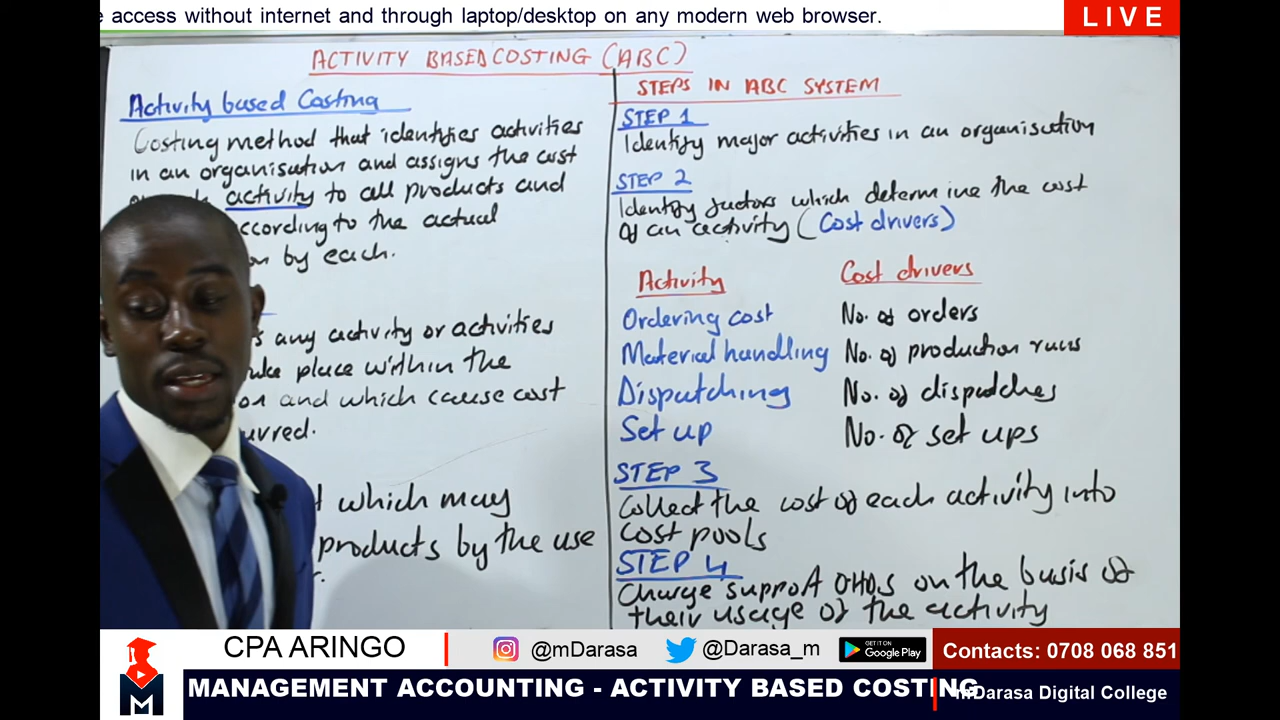 access without internet and through laptop/desktop on any modern web browser.
LIVE
ACTIVITY BASED COSTING (ABC)
Activity based Costing
Costing method that identifies activities
in an organisation and assigns the cost
activity to all products and
according to the actual
by each.
any activity or activities
place within the
and which cause cost
which may
products by the use
STEPS IN ABC SYSTEM
STEP 1
Identify major activities in an organisation
STEP 2
Identify factors which determine the cost
of an activity (Cost drivers)
Activity Cost drivers
Ordering cost No. of orders
Material handling No. of production runs
Dispatching No. of dispatches
Set up No. of set ups
STEP 3
Collect the cost of each activity into
cost pools
STEP 4
Charge support OHDs on the basis of
their usage of the activity
CPA ARINGO
@mDarasa
@Darasa_m
GET IT ON
Google Play
Contacts: 0708 068 851
M
MANAGEMENT ACCOUNTING - ACTIVITY BASED COSTING
mDarasa Digital College